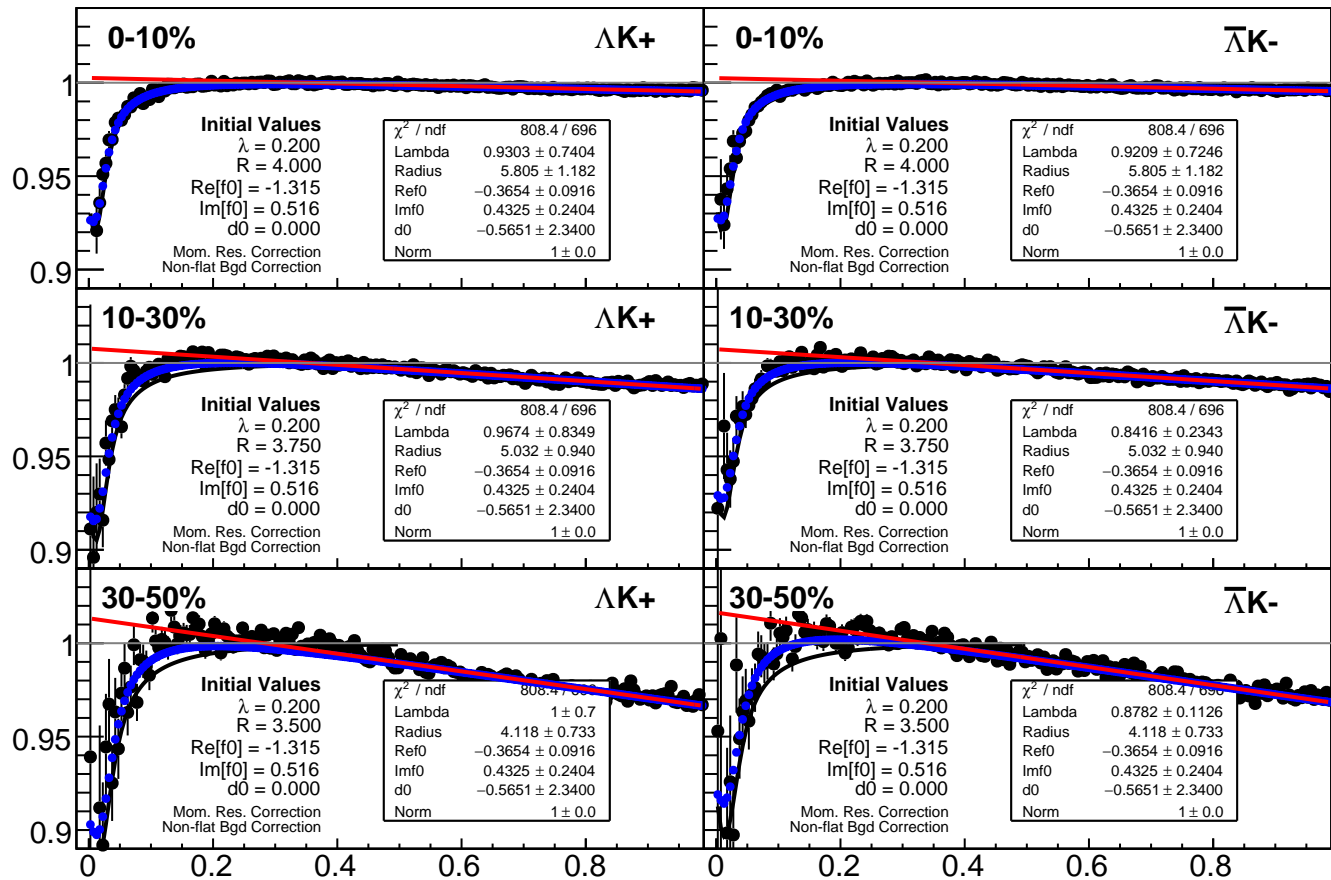 0-10% ΛK+
1
0.95
0.9
Initial Values
λ = 0.200
R = 4.000
Re[f0] = -1.315
Im[f0] = 0.516
d0 = 0.000
Mom. Res. Correction
Non-flat Bgd Correction
χ² / ndf 808.4 / 696
Lambda 0.9303 ± 0.7404
Radius 5.805 ± 1.182
Ref0 −0.3654 ± 0.0916
Imf0 0.4325 ± 0.2404
d0 −0.5651 ± 2.3400
Norm 1 ± 0.0
0-10% Λ̅K-
Initial Values
λ = 0.200
R = 4.000
Re[f0] = -1.315
Im[f0] = 0.516
d0 = 0.000
Mom. Res. Correction
Non-flat Bgd Correction
χ² / ndf 808.4 / 696
Lambda 0.9209 ± 0.7246
Radius 5.805 ± 1.182
Ref0 −0.3654 ± 0.0916
Imf0 0.4325 ± 0.2404
d0 −0.5651 ± 2.3400
Norm 1 ± 0.0
10-30% ΛK+
1
0.95
0.9
Initial Values
λ = 0.200
R = 3.750
Re[f0] = -1.315
Im[f0] = 0.516
d0 = 0.000
Mom. Res. Correction
Non-flat Bgd Correction
χ² / ndf 808.4 / 696
Lambda 0.9674 ± 0.8349
Radius 5.032 ± 0.940
Ref0 −0.3654 ± 0.0916
Imf0 0.4325 ± 0.2404
d0 −0.5651 ± 2.3400
Norm 1 ± 0.0
10-30% Λ̅K-
Initial Values
λ = 0.200
R = 3.750
Re[f0] = -1.315
Im[f0] = 0.516
d0 = 0.000
Mom. Res. Correction
Non-flat Bgd Correction
χ² / ndf 808.4 / 696
Lambda 0.8416 ± 0.2343
Radius 5.032 ± 0.940
Ref0 −0.3654 ± 0.0916
Imf0 0.4325 ± 0.2404
d0 −0.5651 ± 2.3400
Norm 1 ± 0.0
30-50% ΛK+
1
0.95
0.9
Initial Values
λ = 0.200
R = 3.500
Re[f0] = -1.315
Im[f0] = 0.516
d0 = 0.000
Mom. Res. Correction
Non-flat Bgd Correction
χ² / ndf 808.4 / 696
Lambda 1 ± 0.7
Radius 4.118 ± 0.733
Ref0 −0.3654 ± 0.0916
Imf0 0.4325 ± 0.2404
d0 −0.5651 ± 2.3400
Norm 1 ± 0.0
30-50% Λ̅K-
Initial Values
λ = 0.200
R = 3.500
Re[f0] = -1.315
Im[f0] = 0.516
d0 = 0.000
Mom. Res. Correction
Non-flat Bgd Correction
χ² / ndf 808.4 / 696
Lambda 0.8782 ± 0.1126
Radius 4.118 ± 0.733
Ref0 −0.3654 ± 0.0916
Imf0 0.4325 ± 0.2404
d0 −0.5651 ± 2.3400
Norm 1 ± 0.0
0 0.2 0.4 0.6 0.8 0 0.2 0.4 0.6 0.8